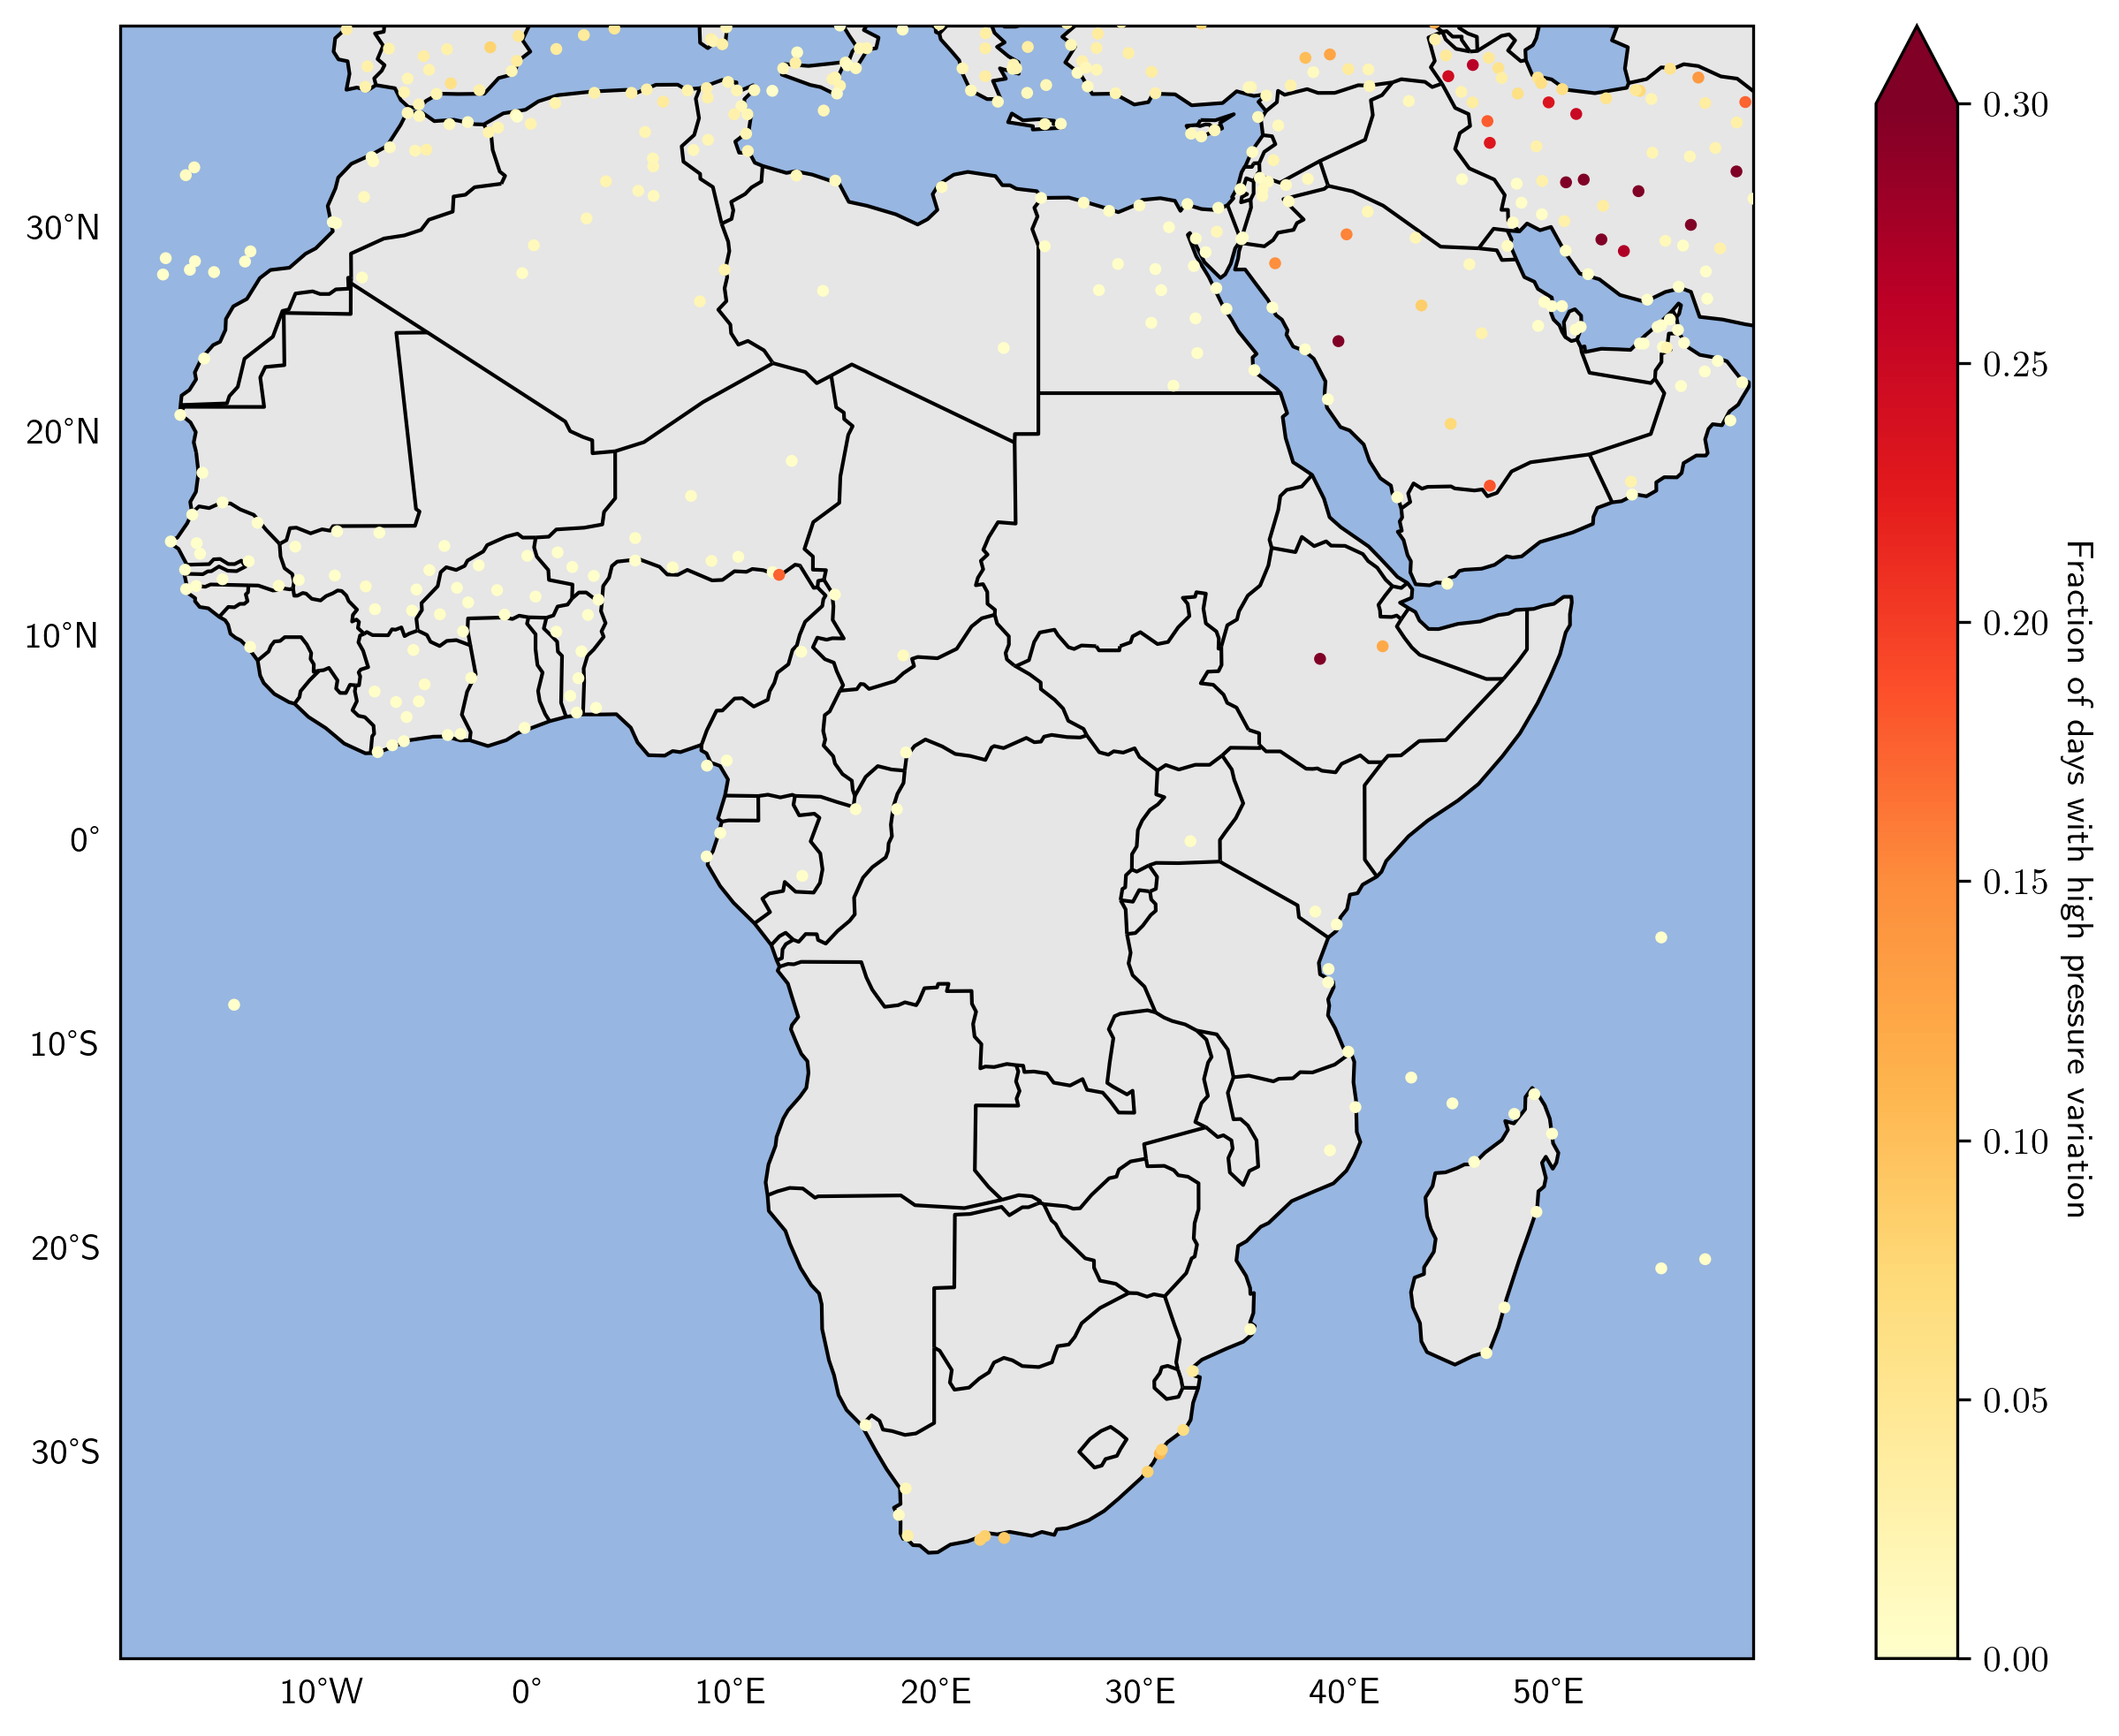 30°N
20°N
10°N
0°
10°S
20°S
30°S
10°W 0° 10°E 20°E 30°E 40°E 50°E
0.30
0.25
0.20
0.15
0.10
0.05
0.00
Fraction of days with high pressure variation